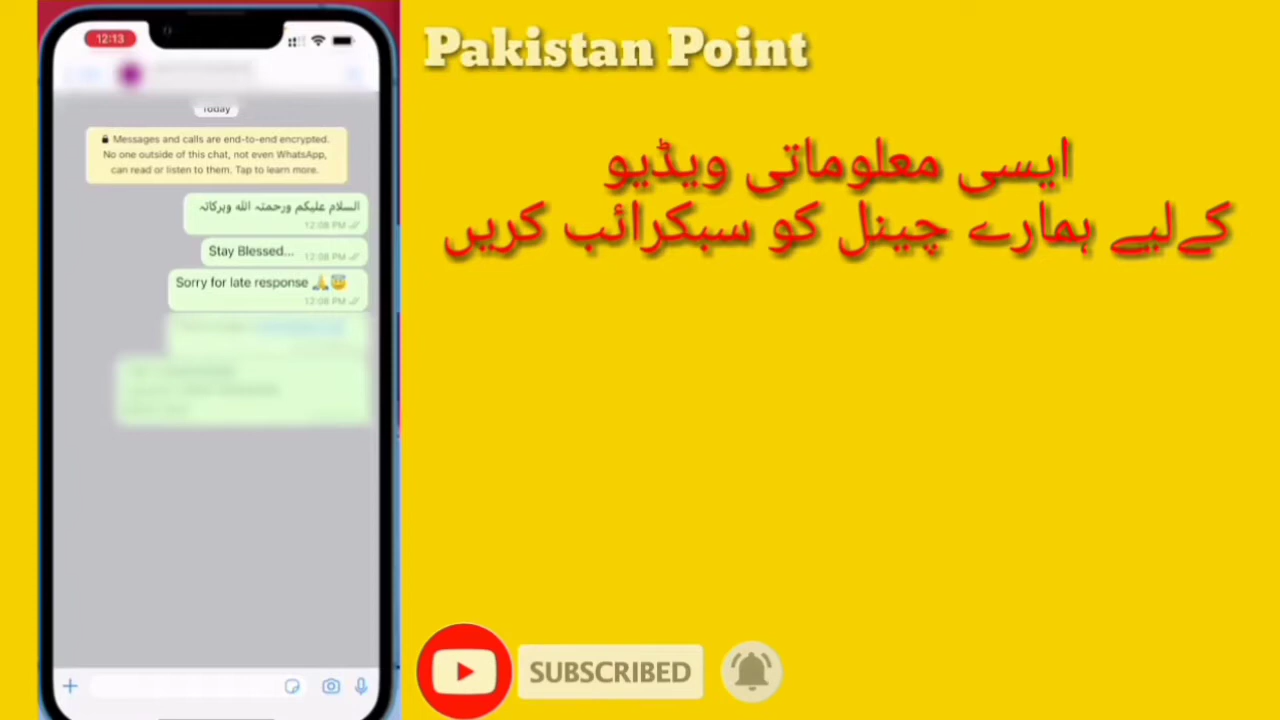 Pakistan Point
ایسی معلوماتی ویڈیو
کےلیے ہمارے چینل کو سبکرائب کریں
12:13
Today
Messages and calls are end-to-end encrypted.
No one outside of this chat, not even WhatsApp,
can read or listen to them. Tap to learn more.
السلام علیکم ورحمتہ اللہ وبرکاتہ
12:08 PM
Stay Blessed...
12:08 PM
Sorry for late response 🙏😇
12:08 PM
SUBSCRIBED